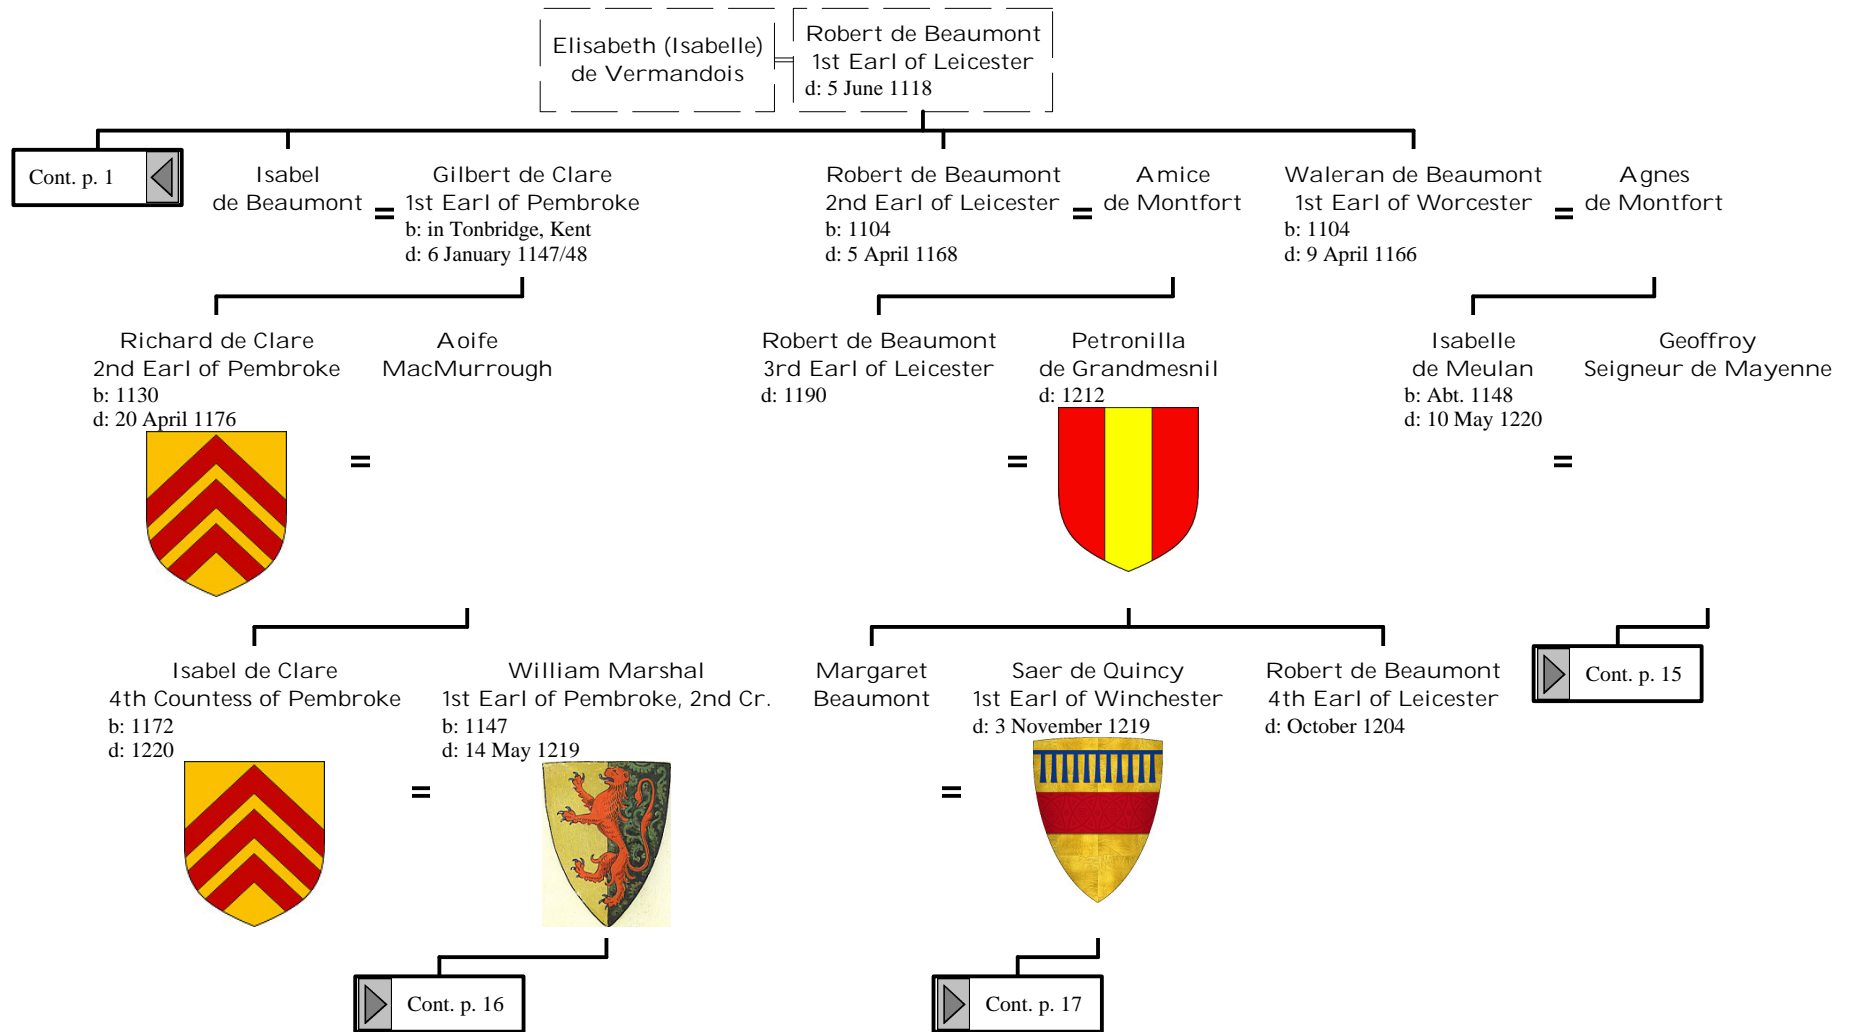 Elisabeth (Isabelle)
de Vermandois
Robert de Beaumont
1st Earl of Leicester
d: 5 June 1118
Cont. p. 1
Isabel
de Beaumont
=
Gilbert de Clare
1st Earl of Pembroke
b: in Tonbridge, Kent
d: 6 January 1147/48
Robert de Beaumont
2nd Earl of Leicester
b: 1104
d: 5 April 1168
=
Amice
de Montfort
Waleran de Beaumont
1st Earl of Worcester
b: 1104
d: 9 April 1166
=
Agnes
de Montfort
Richard de Clare
2nd Earl of Pembroke
b: 1130
d: 20 April 1176
=
Aoife
MacMurrough
Robert de Beaumont
3rd Earl of Leicester
d: 1190
=
Petronilla
de Grandmesnil
d: 1212
Isabelle
de Meulan
b: Abt. 1148
d: 10 May 1220
=
Geoffroy
Seigneur de Mayenne
Isabel de Clare
4th Countess of Pembroke
b: 1172
d: 1220
=
William Marshal
1st Earl of Pembroke, 2nd Cr.
b: 1147
d: 14 May 1219
Margaret
Beaumont
=
Saer de Quincy
1st Earl of Winchester
d: 3 November 1219
Robert de Beaumont
4th Earl of Leicester
d: October 1204
Cont. p. 15
Cont. p. 16
Cont. p. 17